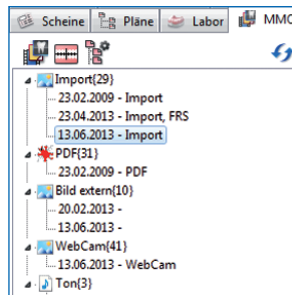 Scheine Pläne Labor MMO
Import{29}
23.02.2009 - Import
23.04.2013 - Import, FRS
13.06.2013 - Import
PDF{31}
23.02.2009 - PDF
Bild extern{10}
20.02.2013 -
13.06.2013 -
WebCam{41}
13.06.2013 - WebCam
Ton{3}